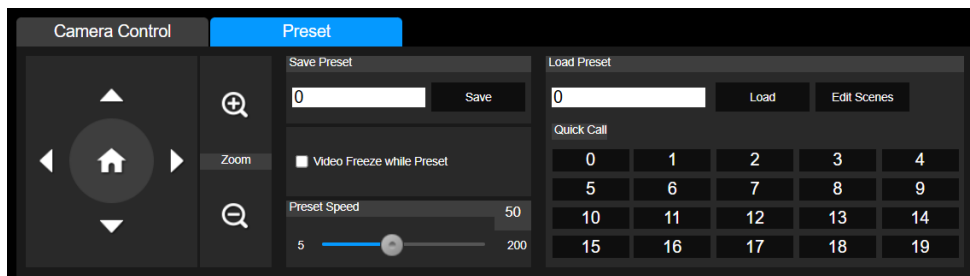 Camera Control Preset
Save Preset
0 Save
Video Freeze while Preset
Preset Speed 50
5 200
Zoom
Load Preset
0 Load Edit Scenes
Quick Call
0 1 2 3 4
5 6 7 8 9
10 11 12 13 14
15 16 17 18 19